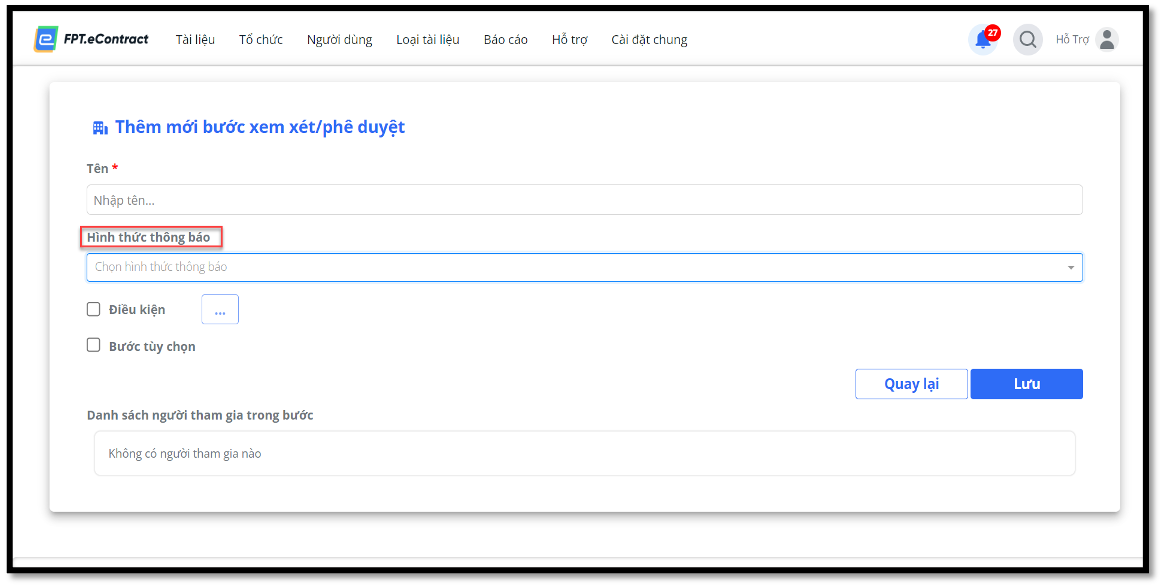 FPT.eContract Tài liệu Tổ chức Người dùng Loại tài liệu Báo cáo Hỗ trợ Cài đặt chung 27 Hỗ Trợ
Thêm mới bước xem xét/phê duyệt
Tên *
Nhập tên...
Hình thức thông báo
Chọn hình thức thông báo
Điều kiện ...
Bước tùy chọn
Quay lại Lưu
Danh sách người tham gia trong bước
Không có người tham gia nào